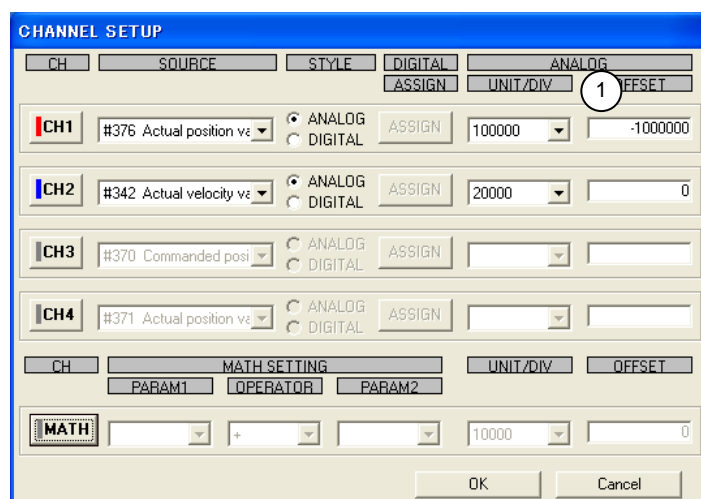 CHANNEL SETUP
CH SOURCE STYLE DIGITAL ANALOG
ASSIGN UNIT/DIV 1 FFSET
CH1 #376 Actual position va ANALOG DIGITAL ASSIGN 100000 -1000000
CH2 #342 Actual velocity va ANALOG DIGITAL ASSIGN 20000 0
CH3 #370 Commanded posi ANALOG DIGITAL ASSIGN
CH4 #371 Actual position va ANALOG DIGITAL ASSIGN
CH MATH SETTING UNIT/DIV OFFSET
PARAM1 OPERATOR PARAM2
MATH + 10000 0
OK Cancel